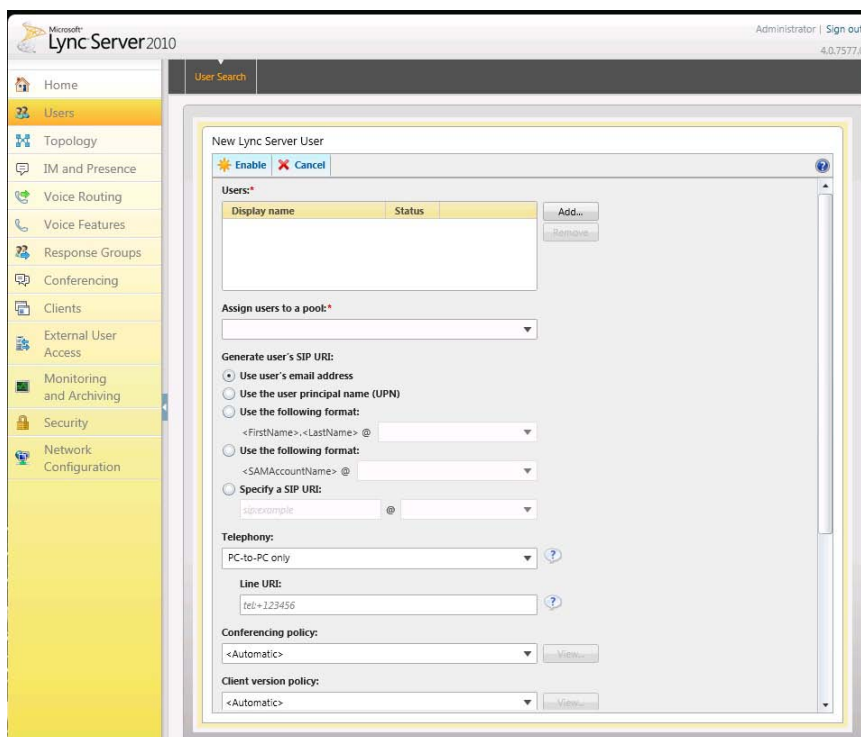 Microsoft®
Lync Server 2010
Administrator | Sign out
4.0.7577.0
Home
Users
Topology
IM and Presence
Voice Routing
Voice Features
Response Groups
Conferencing
Clients
External User
Access
Monitoring
and Archiving
Security
Network
Configuration
User Search
New Lync Server User
Enable Cancel
Users:*
Display name Status
Add...
Remove
Assign users to a pool:*
Generate user's SIP URI:
Use user's email address
Use the user principal name (UPN)
Use the following format:
<FirstName>.<LastName> @
Use the following format:
<SAMAccountName> @
Specify a SIP URI:
sip:example @
Telephony:
PC-to-PC only
Line URI:
tel:+123456
Conferencing policy:
<Automatic> View...
Client version policy:
<Automatic> View...